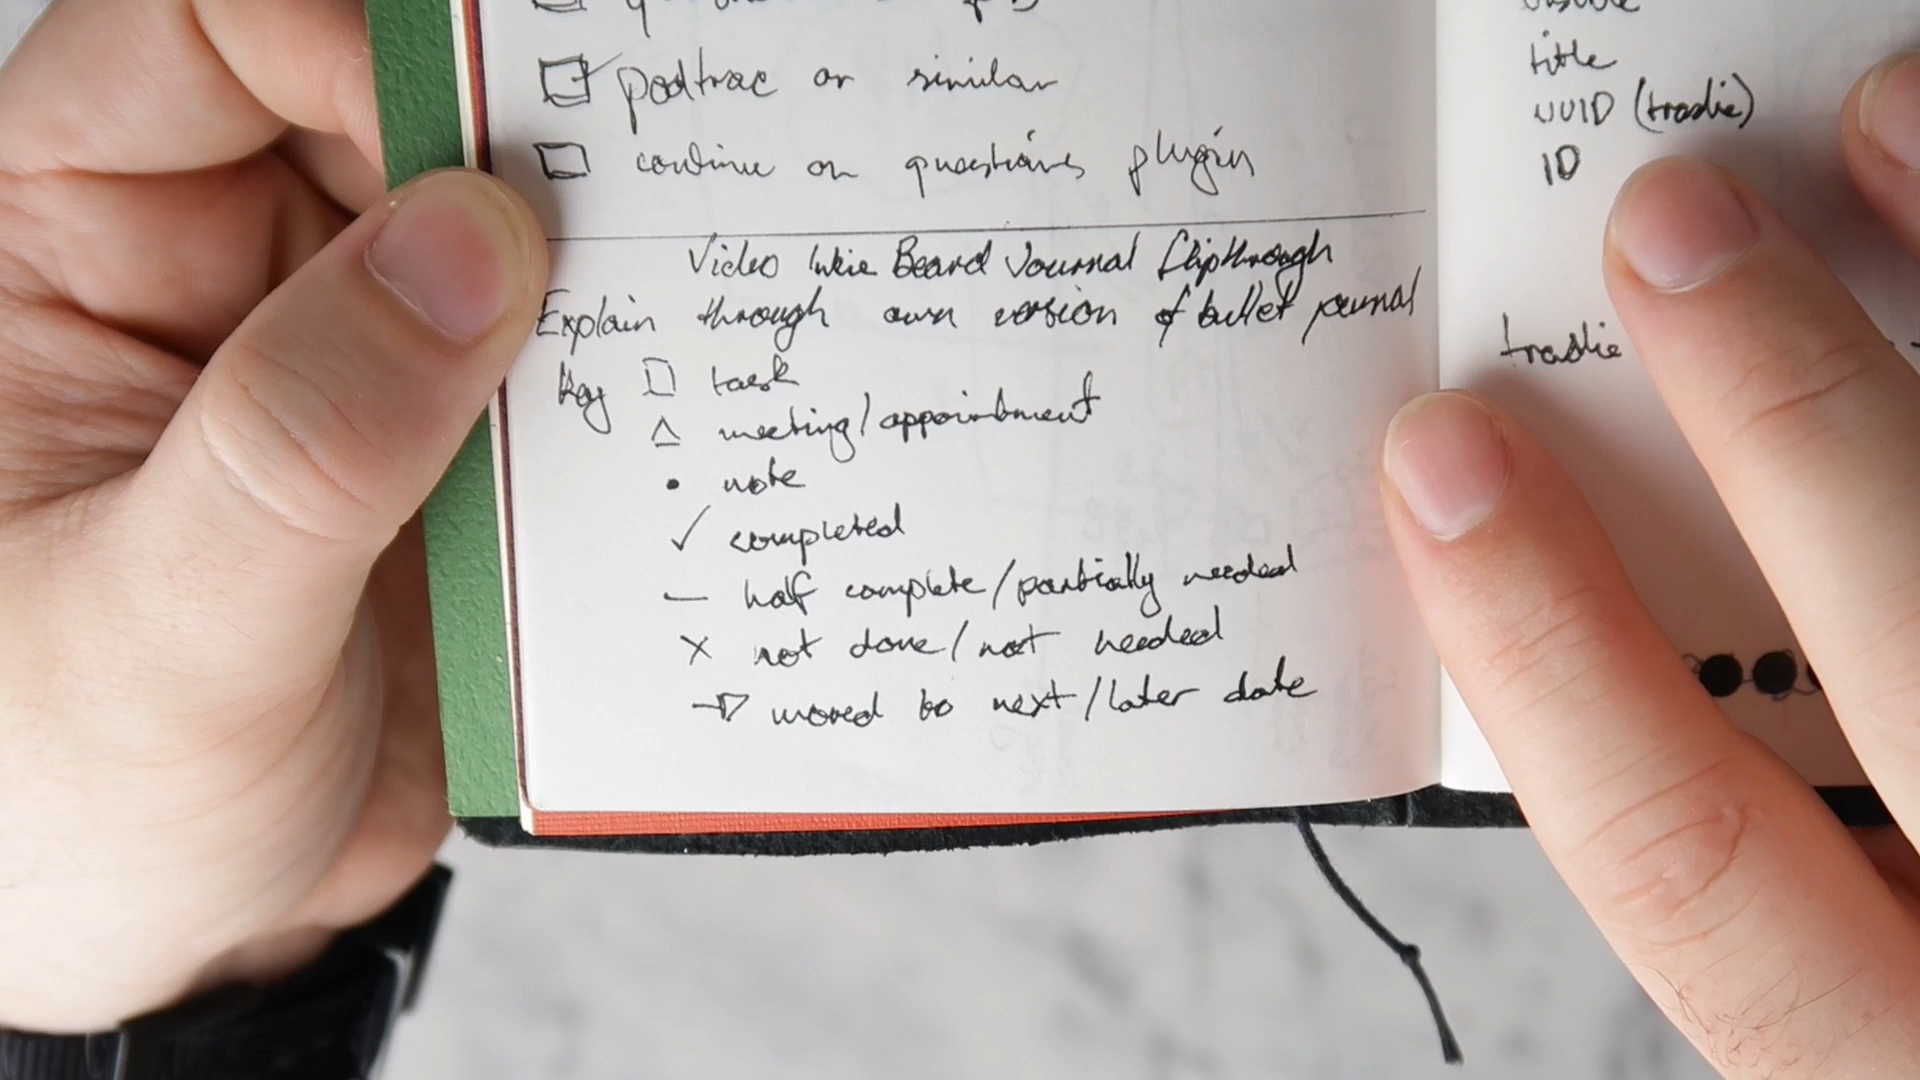 podtrac or similar
continue on questions plugin
Video Inkie Beard Journal flipthrough
Explain through own version of bullet journal
Key □ task
△ meeting/appointment
• note
✓ completed
— half complete/partially needed
X not done/not needed
→ moved to next/later date
title
UUID (tradie)
ID
tradie